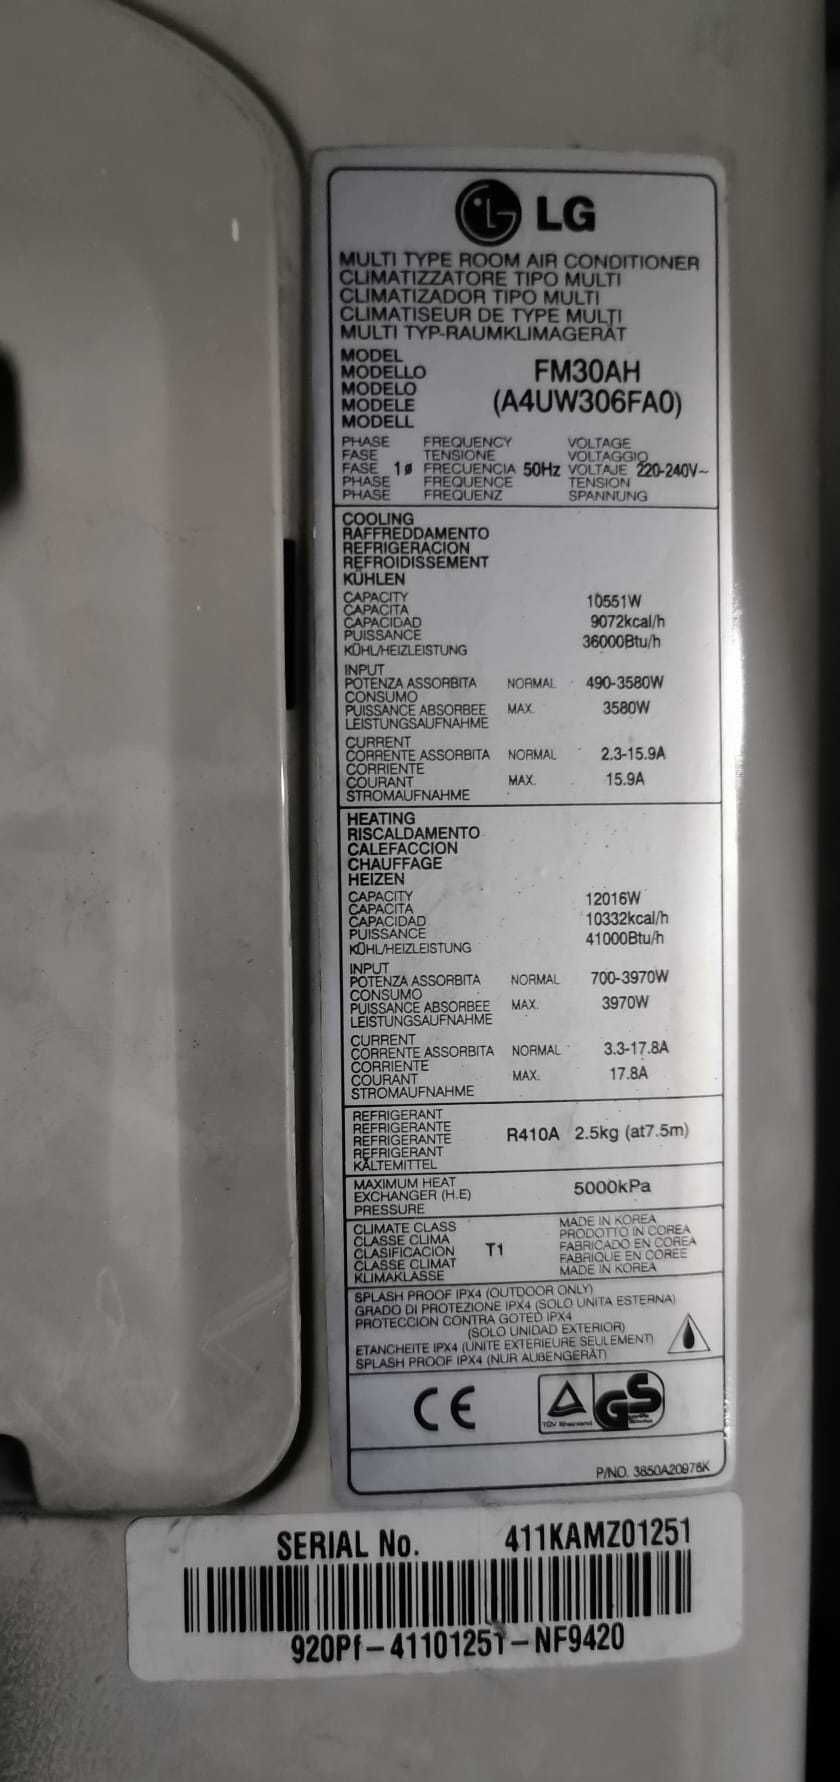 LG
MULTI TYPE ROOM AIR CONDITIONER
CLIMATIZZATORE TIPO MULTI
CLIMATIZADOR TIPO MULTI
CLIMATISEUR DE TYPE MULTI
MULTI TYP-RAUMKLIMAGERÄT
MODEL
MODELLO FM30AH
MODELO
MODELE (A4UW306FA0)
MODELL
PHASE FREQUENCY VOLTAGE
FASE TENSIONE VOLTAGGIO
FASE 1ø FRECUENCIA 50Hz VOLTAJE 220-240V~
PHASE FREQUENCE TENSION
PHASE FREQUENZ SPANNUNG
COOLING
RAFFREDDAMENTO
REFRIGERACION
REFROIDISSEMENT
KÜHLEN
CAPACITY 10551W
CAPACITA
CAPACIDAD 9072kcal/h
PUISSANCE 36000Btu/h
KÜHL/HEIZLEISTUNG
INPUT
POTENZA ASSORBITA NORMAL 490-3580W
CONSUMO
PUISSANCE ABSORBEE MAX. 3580W
LEISTUNGSAUFNAHME
CURRENT
CORRENTE ASSORBITA NORMAL 2.3-15.9A
CORRIENTE
COURANT MAX. 15.9A
STROMAUFNAHME
HEATING
RISCALDAMENTO
CALEFACCION
CHAUFFAGE
HEIZEN
CAPACITY 12016W
CAPACITA
CAPACIDAD 10332kcal/h
PUISSANCE 41000Btu/h
KÜHL/HEIZLEISTUNG
INPUT
POTENZA ASSORBITA NORMAL 700-3970W
CONSUMO
PUISSANCE ABSORBEE MAX. 3970W
LEISTUNGSAUFNAHME
CURRENT
CORRENTE ASSORBITA NORMAL 3.3-17.8A
CORRIENTE
COURANT MAX. 17.8A
STROMAUFNAHME
REFRIGERANT
REFRIGERANTE
REFRIGERANTE R410A 2.5kg (at7.5m)
REFRIGERANT
KÄLTEMITTEL
MAXIMUM HEAT
EXCHANGER (H.E) 5000kPa
PRESSURE
CLIMATE CLASS MADE IN KOREA
CLASSE CLIMA PRODOTTO IN COREA
CLASIFICACION T1 FABRICADO EN COREA
CLASSE CLIMAT FABRIQUE EN COREE
KLIMAKLASSE MADE IN KOREA
SPLASH PROOF IPX4 (OUTDOOR ONLY)
GRADO DI PROTEZIONE IPX4 (SOLO UNITA ESTERNA)
PROTECCION CONTRA GOTED IPX4
(SOLO UNIDAD EXTERIOR)
ETANCHEITE IPX4 (UNITE EXTERIEURE SEULEMENT)
SPLASH PROOF IPX4 (NUR AUßENGERÄT)
CE
TÜV Rheinland GS
P/NO. 3850A20976K
SERIAL No. 411KAMZ01251
920Pf-41101251-NF9420